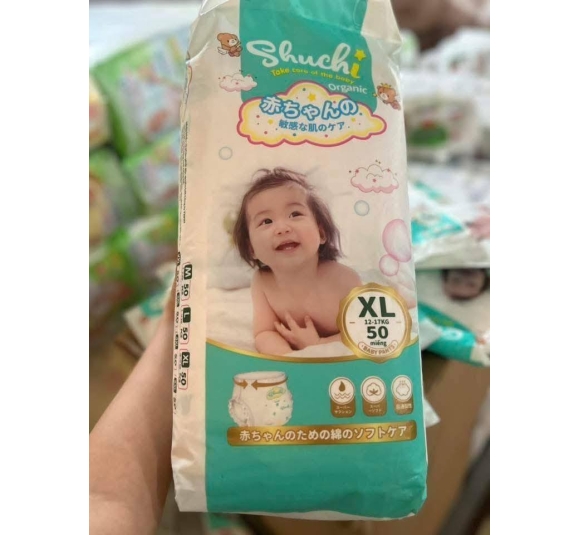 Shuchi
Take care of the baby
Organic
赤ちゃんの
敏感な肌のケア
M 50
L 50
XL 50
XL
12-17KG
50
miếng
BABY PANTS
赤ちゃんのための綿のソフトケア